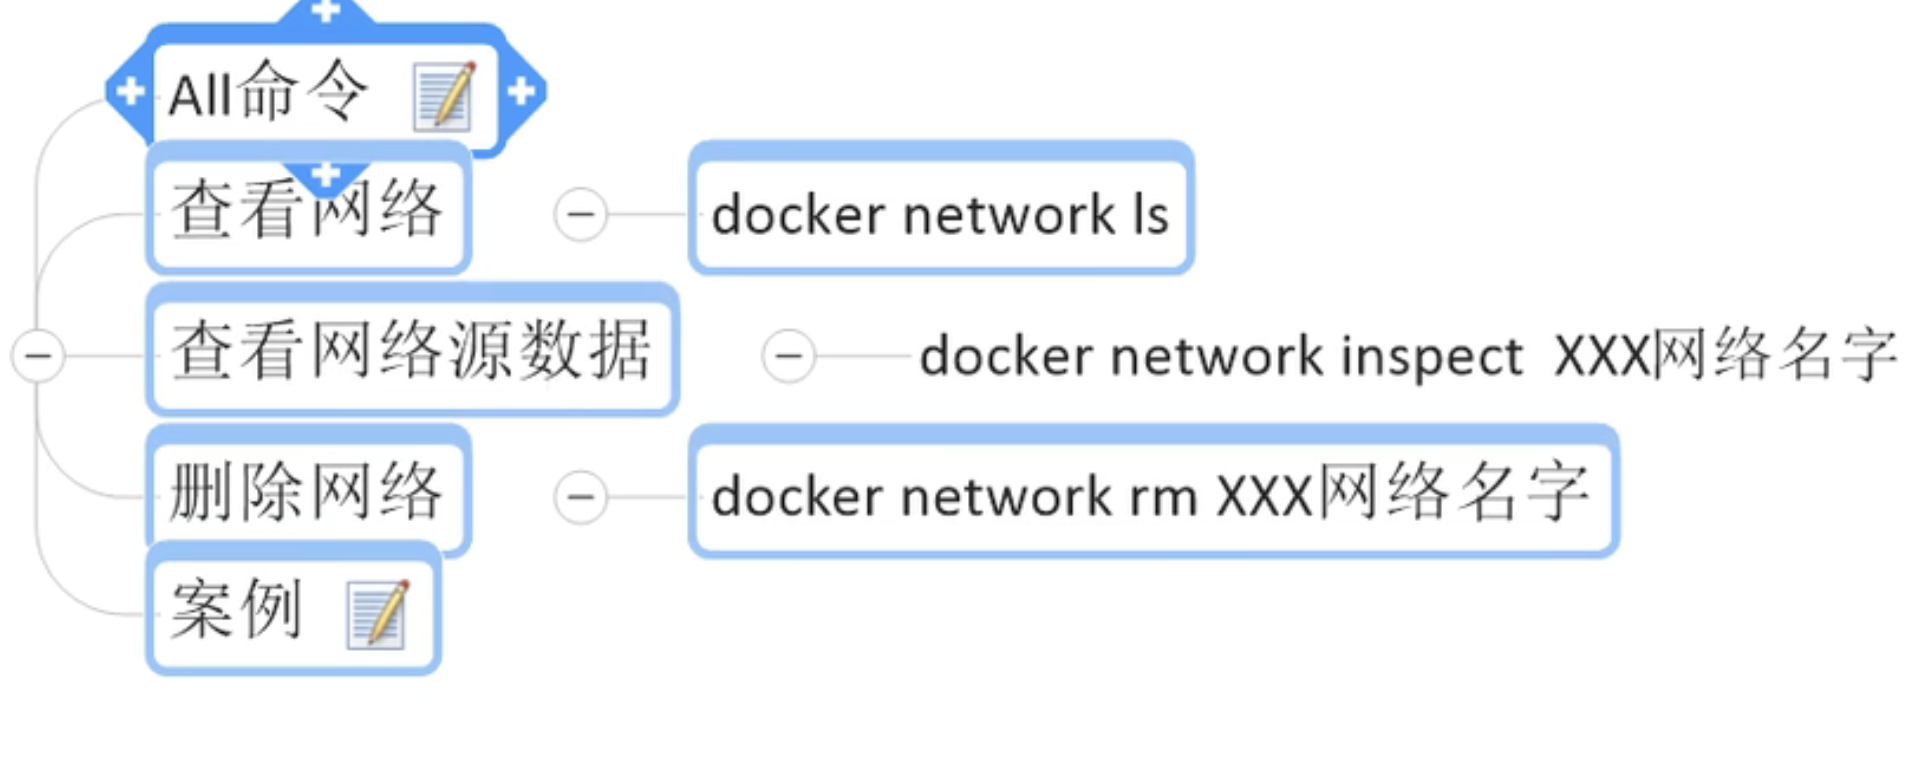 All命令
查看网络
docker network ls
查看网络源数据
docker network inspect  XXX网络名字
删除网络
docker network rm XXX网络名字
案例